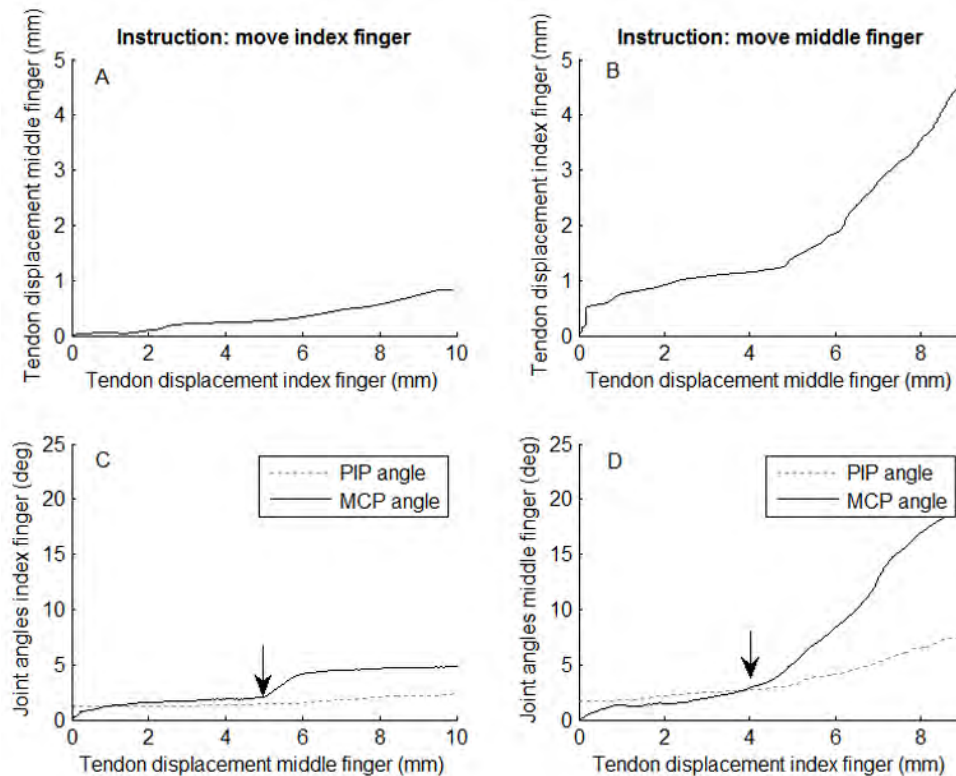 Instruction: move index finger
A
Tendon displacement middle finger (mm)
5
4
3
2
1
0
0 2 4 6 8 10
Tendon displacement index finger (mm)
Instruction: move middle finger
B
Tendon displacement index finger (mm)
5
4
3
2
1
0
0 2 4 6 8
Tendon displacement middle finger (mm)
C
Joint angles index finger (deg)
25
20
15
10
5
0
PIP angle
MCP angle
0 2 4 6 8 10
Tendon displacement middle finger (mm)
D
Joint angles middle finger (deg)
25
20
15
10
5
0
PIP angle
MCP angle
0 2 4 6 8
Tendon displacement index finger (mm)